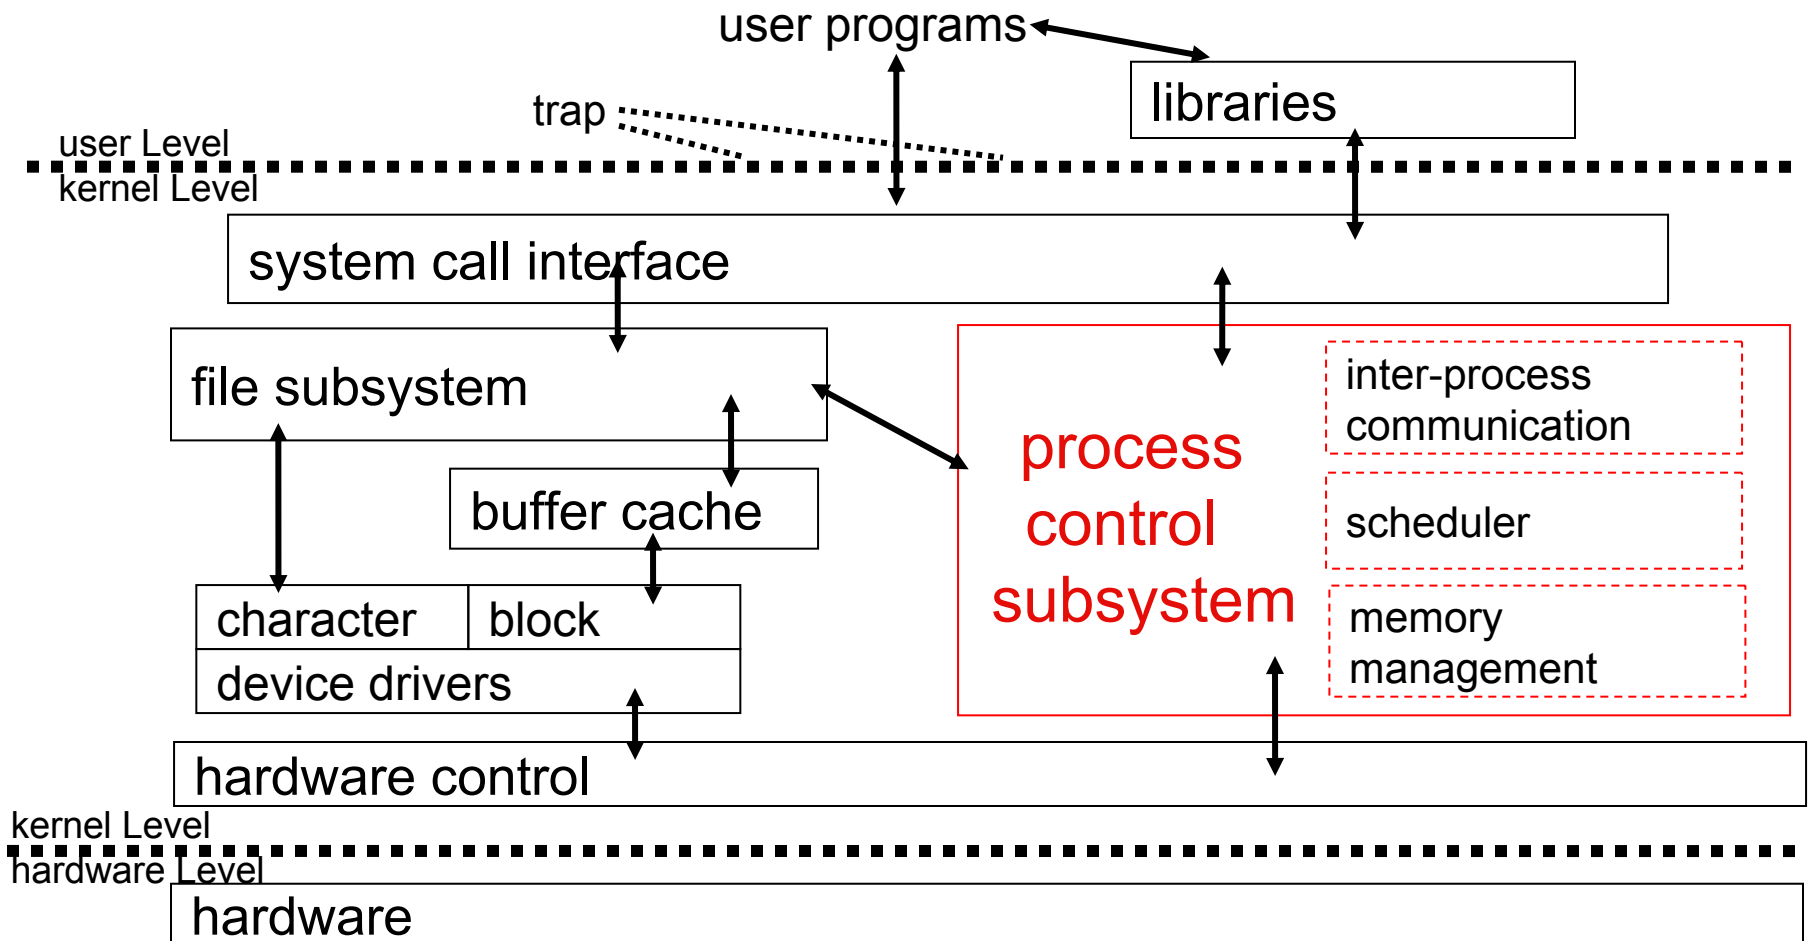 user programs
libraries
trap
user Level
kernel Level
system call interface
file subsystem
inter-process
communication
process
control
subsystem
buffer cache
scheduler
character
block
memory
management
device drivers
hardware control
kernel Level
hardware Level
hardware